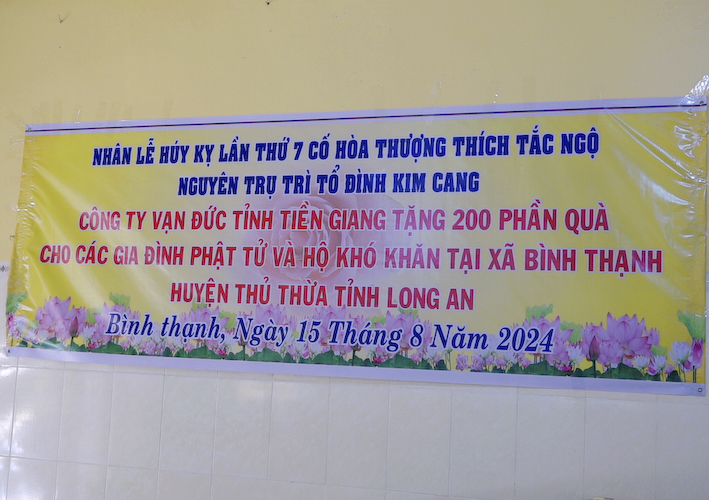 NHÂN LỄ HÚY KỴ LẦN THỨ 7 CỐ HÒA THƯỢNG THÍCH TẮC NGỘ
NGUYÊN TRỤ TRÌ TỔ ĐÌNH KIM CANG
CÔNG TY VẠN ĐỨC TỈNH TIỀN GIANG TẶNG 200 PHẦN QUÀ
CHO CÁC GIA ĐÌNH PHẬT TỬ VÀ HỘ KHÓ KHĂN TẠI XÃ BÌNH THẠNH
HUYỆN THỦ THỪA TỈNH LONG AN
Bình thạnh, Ngày 15 Tháng 8 Năm 2024